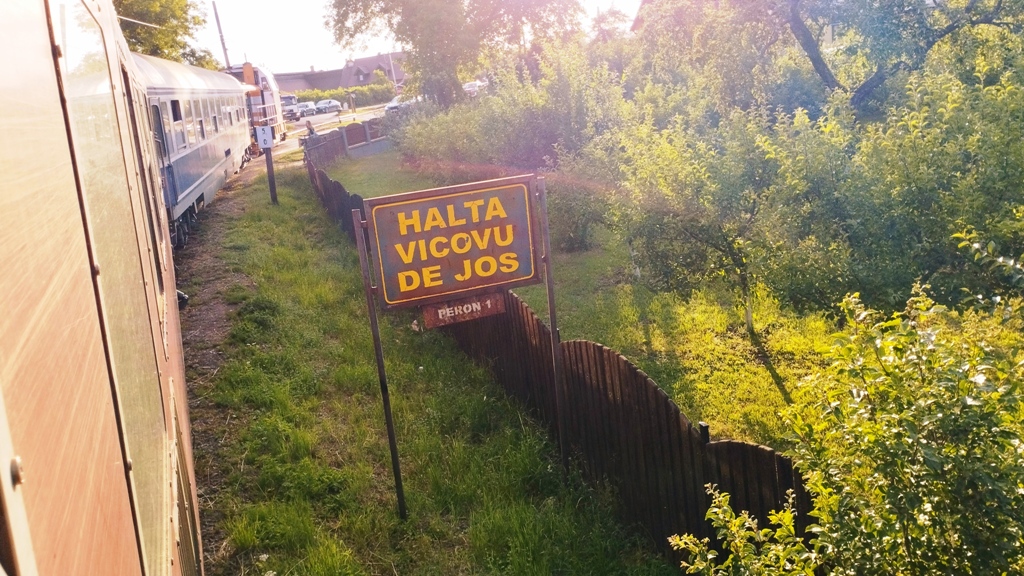 HALTA
VICOVU
DE JOS
PERON 1